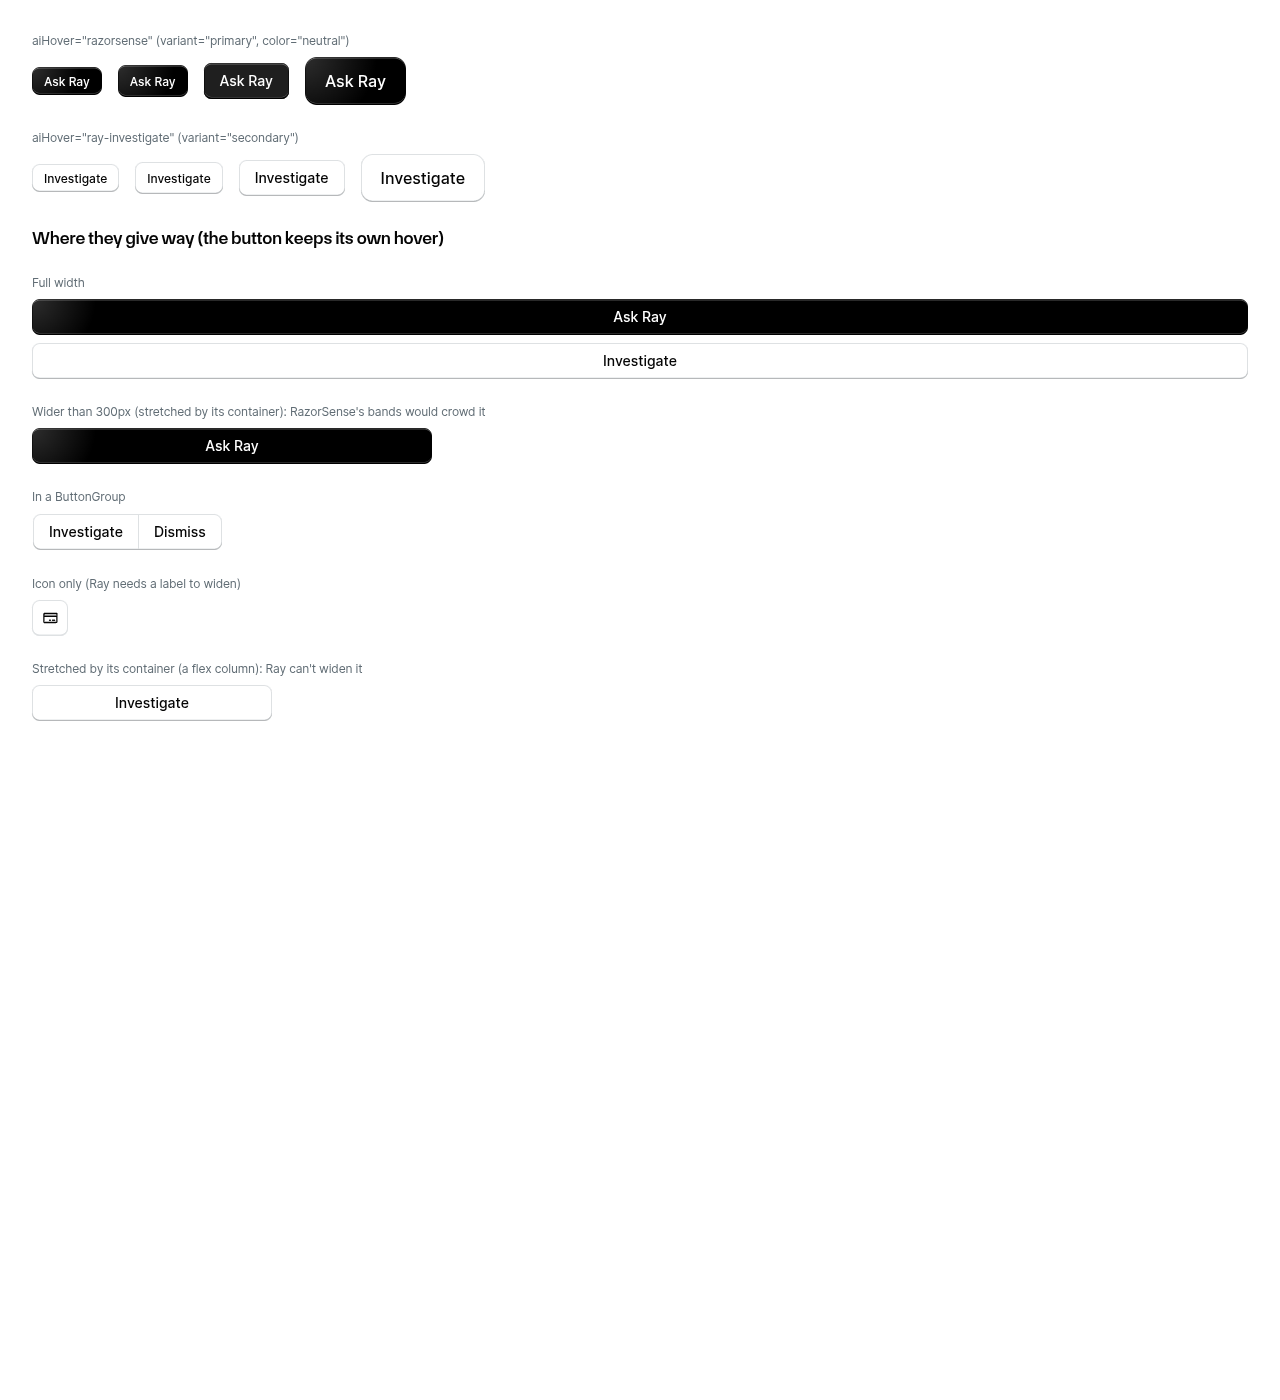 aiHover="razorsense" (variant="primary", color="neutral")
Ask Ray Ask Ray Ask Ray Ask Ray
aiHover="ray-investigate" (variant="secondary")
Investigate Investigate Investigate Investigate
Where they give way (the button keeps its own hover)
Full width
Ask Ray
Investigate
Wider than 300px (stretched by its container): RazorSense's bands would crowd it
Ask Ray
In a ButtonGroup
Investigate Dismiss
Icon only (Ray needs a label to widen)
Stretched by its container (a flex column): Ray can't widen it
Investigate